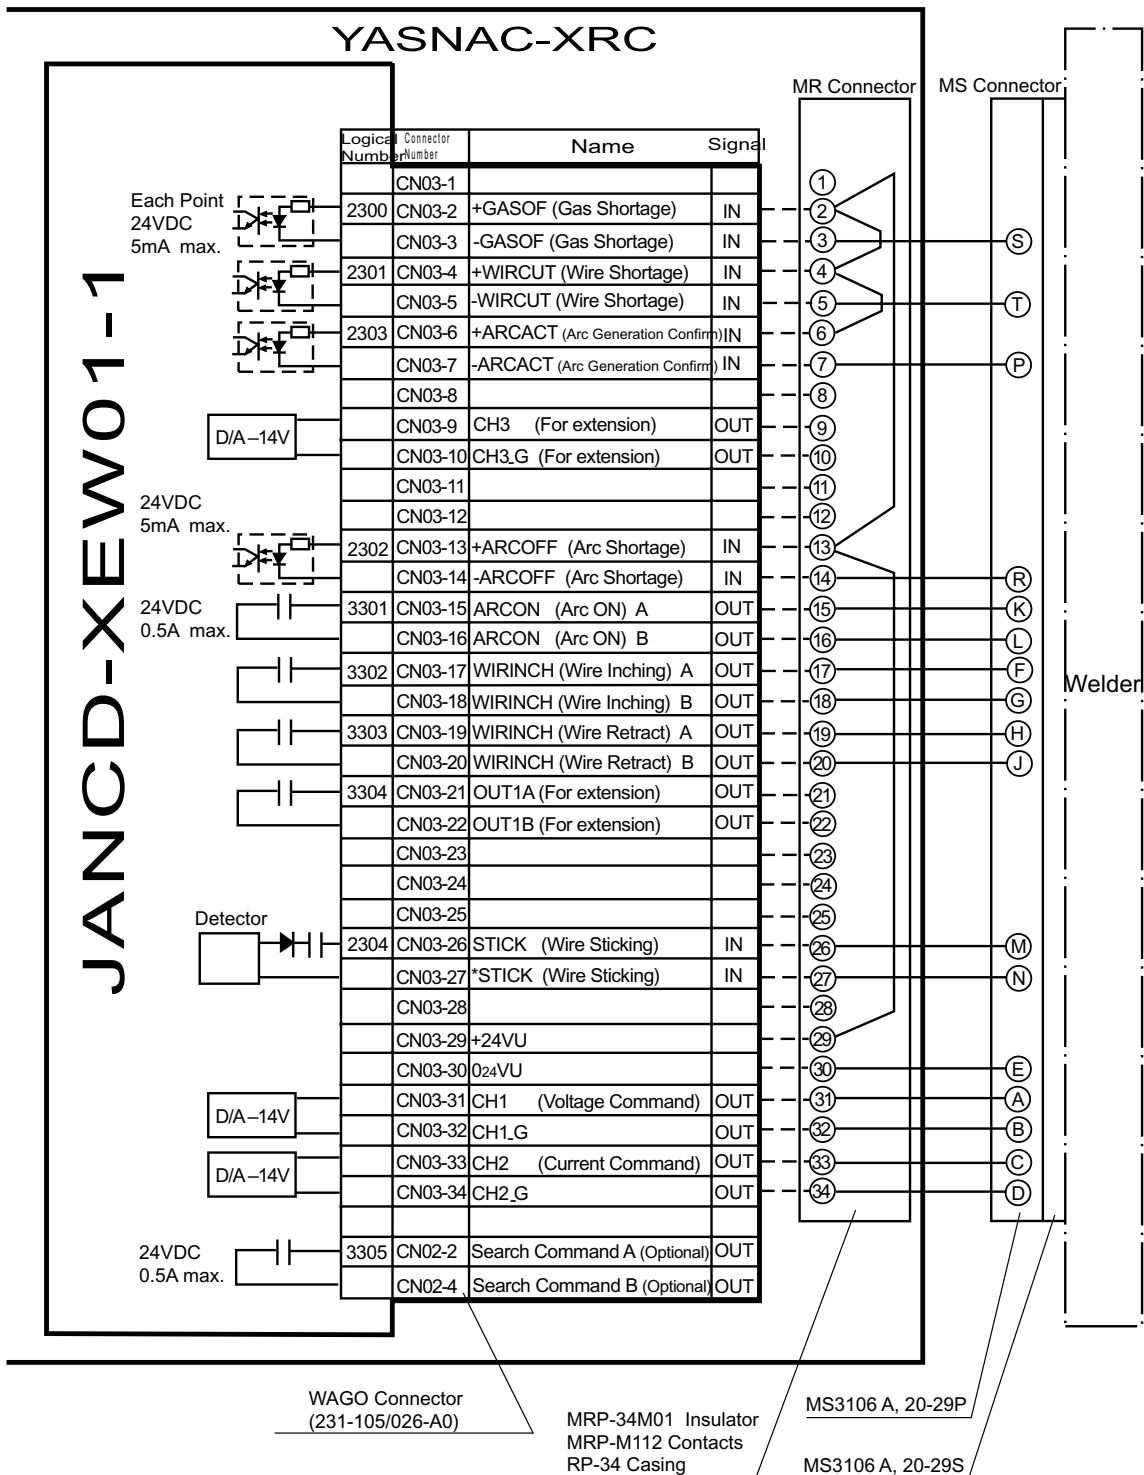 YASNAC-XRC
JANCD-XEW01-1
MR Connector
MS Connector
Logical Number
Connector Number
Name
Signal
CN03-1
Each Point
24VDC
5mA max.
2300 CN03-2 +GASOF (Gas Shortage) IN
CN03-3 -GASOF (Gas Shortage) IN
2301 CN03-4 +WIRCUT (Wire Shortage) IN
CN03-5 -WIRCUT (Wire Shortage) IN
2303 CN03-6 +ARCACT (Arc Generation Confirm) IN
CN03-7 -ARCACT (Arc Generation Confirm) IN
CN03-8
D/A–14V
CN03-9 CH3 (For extension) OUT
CN03-10 CH3_G (For extension) OUT
CN03-11
CN03-12
24VDC
5mA max.
2302 CN03-13 +ARCOFF (Arc Shortage) IN
CN03-14 -ARCOFF (Arc Shortage) IN
24VDC
0.5A max.
3301 CN03-15 ARCON (Arc ON) A OUT
CN03-16 ARCON (Arc ON) B OUT
3302 CN03-17 WIRINCH (Wire Inching) A OUT
CN03-18 WIRINCH (Wire Inching) B OUT
3303 CN03-19 WIRINCH (Wire Retract) A OUT
CN03-20 WIRINCH (Wire Retract) B OUT
3304 CN03-21 OUT1A (For extension) OUT
CN03-22 OUT1B (For extension) OUT
CN03-23
CN03-24
CN03-25
Detector
2304 CN03-26 STICK (Wire Sticking) IN
CN03-27 *STICK (Wire Sticking) IN
CN03-28
CN03-29 +24VU
CN03-30 024VU
D/A–14V
CN03-31 CH1 (Voltage Command) OUT
CN03-32 CH1_G OUT
D/A–14V
CN03-33 CH2 (Current Command) OUT
CN03-34 CH2_G OUT
24VDC
0.5A max.
3305 CN02-2 Search Command A (Optional) OUT
CN02-4 Search Command B (Optional) OUT
1
2
3 S
4
5 T
6
7 P
8
9
10
11
12
13
14 R
15 K
16 L
17 F
18 G
19 H
20 J
21
22
23
24
25
26 M
27 N
28
29
30 E
31 A
32 B
33 C
34 D
Welder
WAGO Connector
(231-105/026-A0)
MRP-34M01 Insulator
MRP-M112 Contacts
RP-34 Casing
MS3106 A, 20-29P
MS3106 A, 20-29S